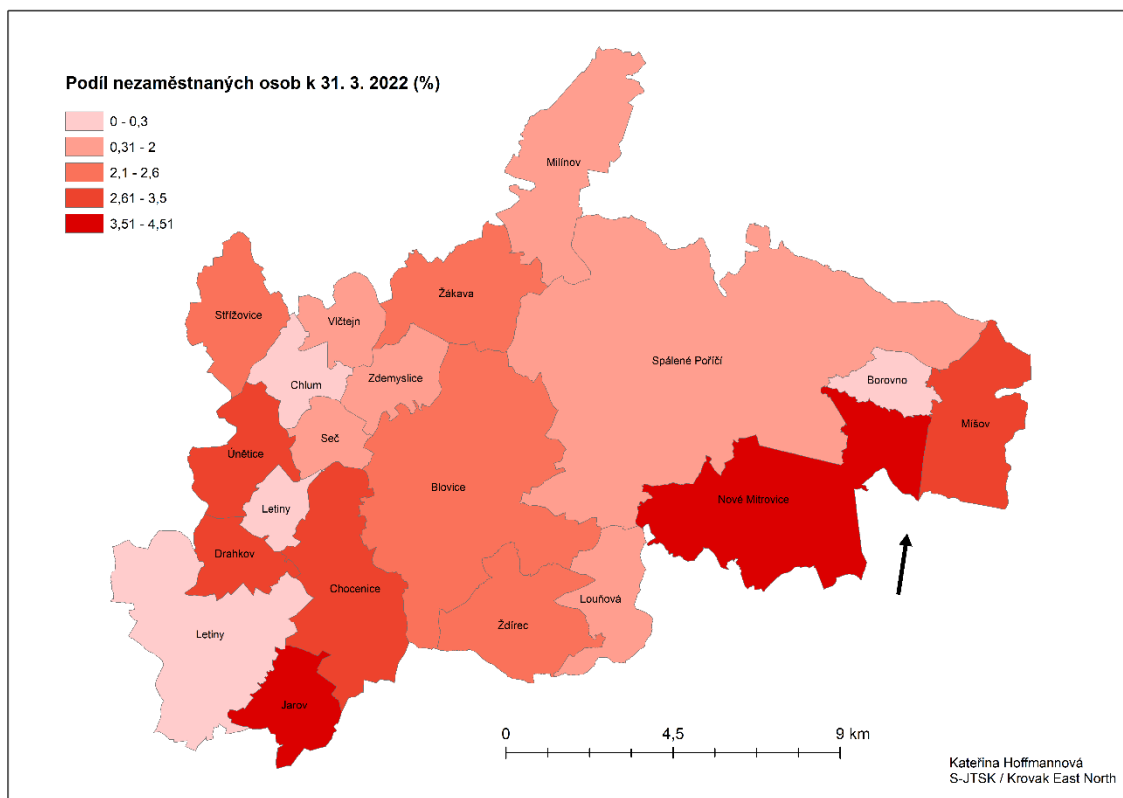 Podíl nezaměstnaných osob k 31. 3. 2022 (%)
0 - 0,3
0,31 - 2
2,1 - 2,6
2,61 - 3,5
3,51 - 4,51
Milínov
Žákava
Střížovice
Vlčtejn
Spálené Poříčí
Zdemyslice
Chlum
Borovno
Míšov
Seč
Únětice
Blovice
Letiny
Nové Mitrovice
Drahkov
Chocenice
Louňová
Ždírec
Letiny
Jarov
0 4,5 9 km
Kateřina Hoffmannová
S-JTSK / Krovak East North